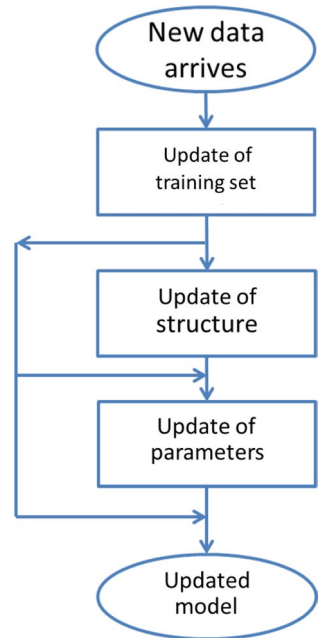 New data
arrives
Update of
training set
Update of
structure
Update of
parameters
Updated
model